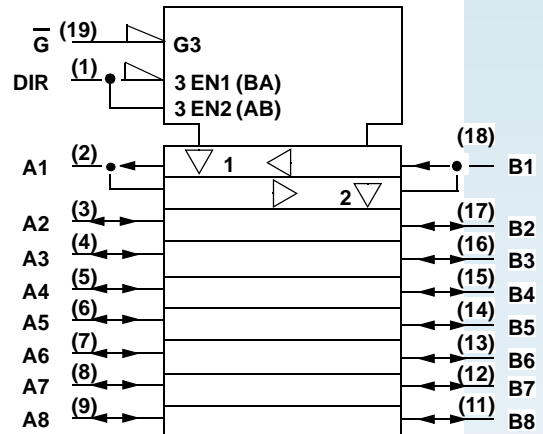 G̅ (19) G3
DIR (1) 3 EN1 (BA)
3 EN2 (AB)
A1 (2) 1 (18) B1
2
A2 (3) (17) B2
A3 (4) (16) B3
A4 (5) (15) B4
A5 (6) (14) B5
A6 (7) (13) B6
A7 (8) (12) B7
A8 (9) (11) B8